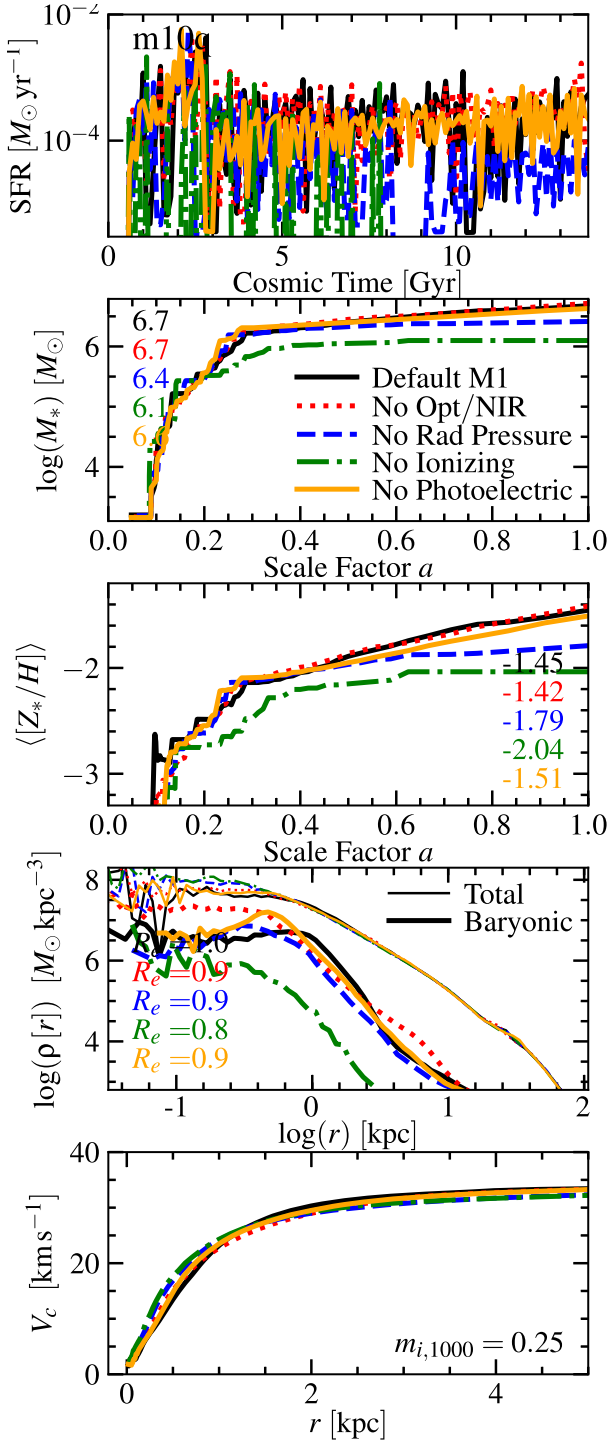 m10q
SFR [M⊙ yr⁻¹]
10⁻²
10⁻⁴
0 5 10
Cosmic Time [Gyr]
log(M*) [M⊙]
6
4
6.7
6.7
6.4
6.1
Default M1
No Opt/NIR
No Rad Pressure
No Ionizing
No Photoelectric
0.0 0.2 0.4 0.6 0.8 1.0
Scale Factor a
⟨[Z*/H]⟩
−2
−3
-1.45
-1.42
-1.79
-2.04
-1.51
0.0 0.2 0.4 0.6 0.8 1.0
Scale Factor a
log(ρ[r]) [M⊙ kpc⁻³]
8
6
4
Total
Baryonic
Rₑ=0.9
Rₑ=0.9
Rₑ=0.8
Rₑ=0.9
-1 0 1 2
log(r) [kpc]
V_c [km s⁻¹]
40
20
0
m_{i,1000} = 0.25
0 2 4
r [kpc]